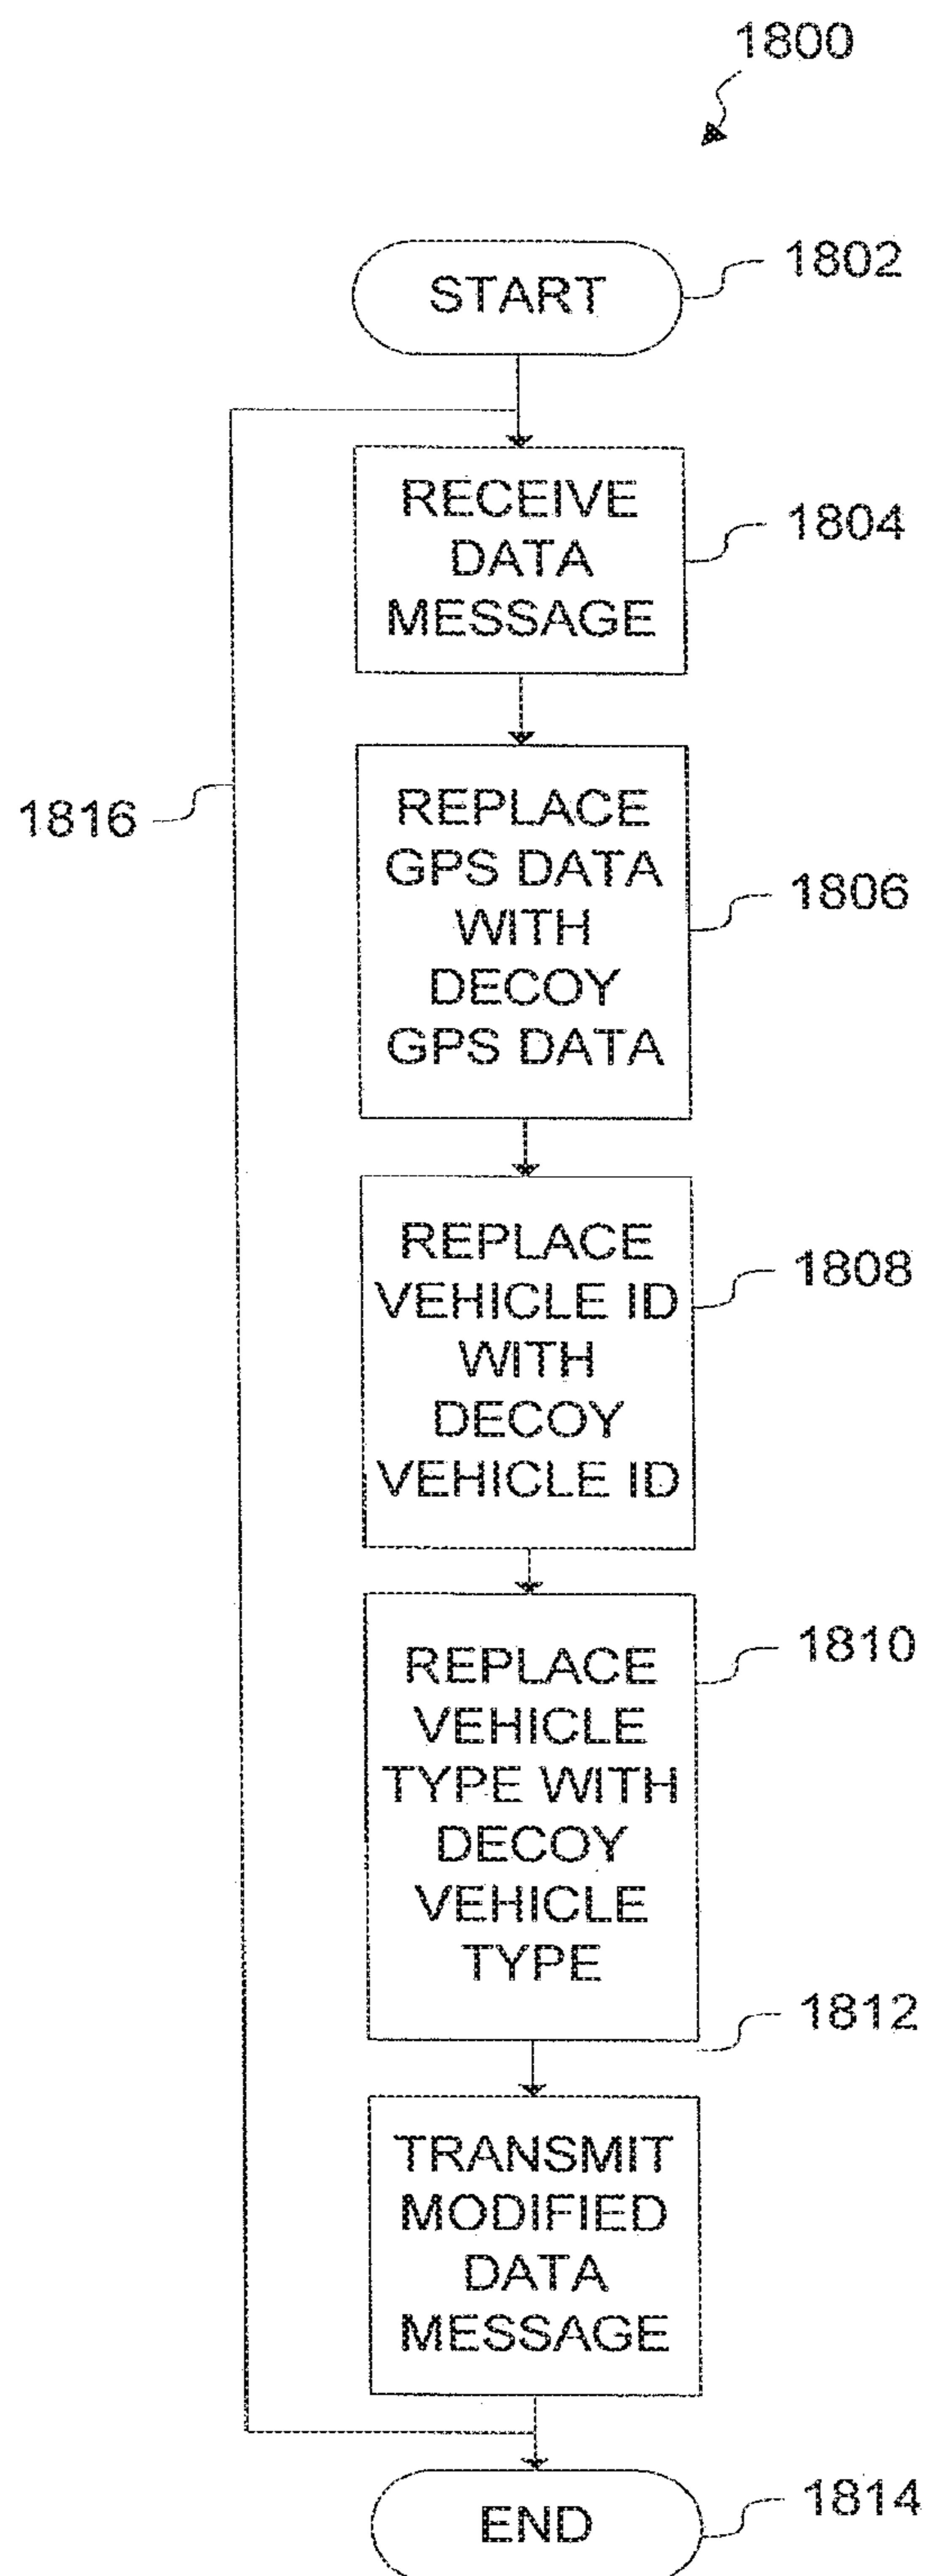 1800
START
1802
RECEIVE
DATA
MESSAGE
1804
1816
REPLACE
GPS DATA
WITH
DECOY
GPS DATA
1806
REPLACE
VEHICLE ID
WITH
DECOY
VEHICLE ID
1808
REPLACE
VEHICLE
TYPE WITH
DECOY
VEHICLE
TYPE
1810
1812
TRANSMIT
MODIFIED
DATA
MESSAGE
END
1814